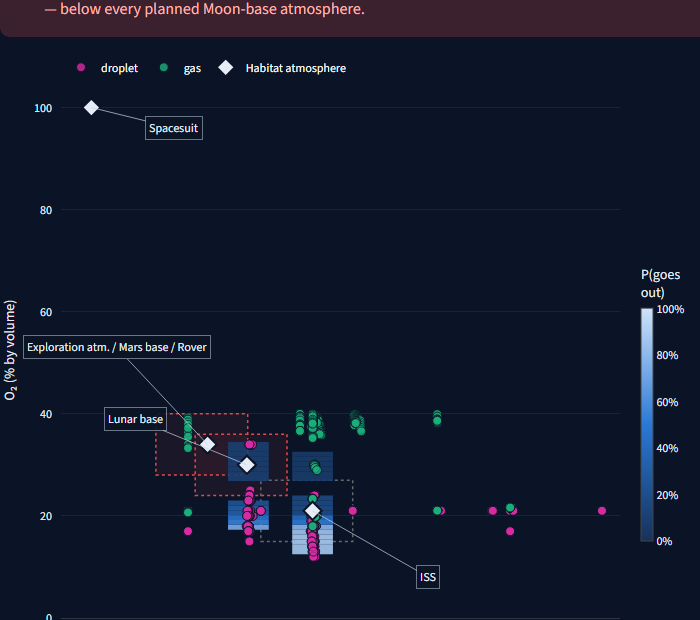 — below every planned Moon-base atmosphere.
droplet
gas
Habitat atmosphere
100
Spacesuit
80
P(goes
out)
60
100%
O₂ (% by volume)
Exploration atm. / Mars base / Rover
80%
60%
40
Lunar base
40%
20%
20
0%
ISS
0